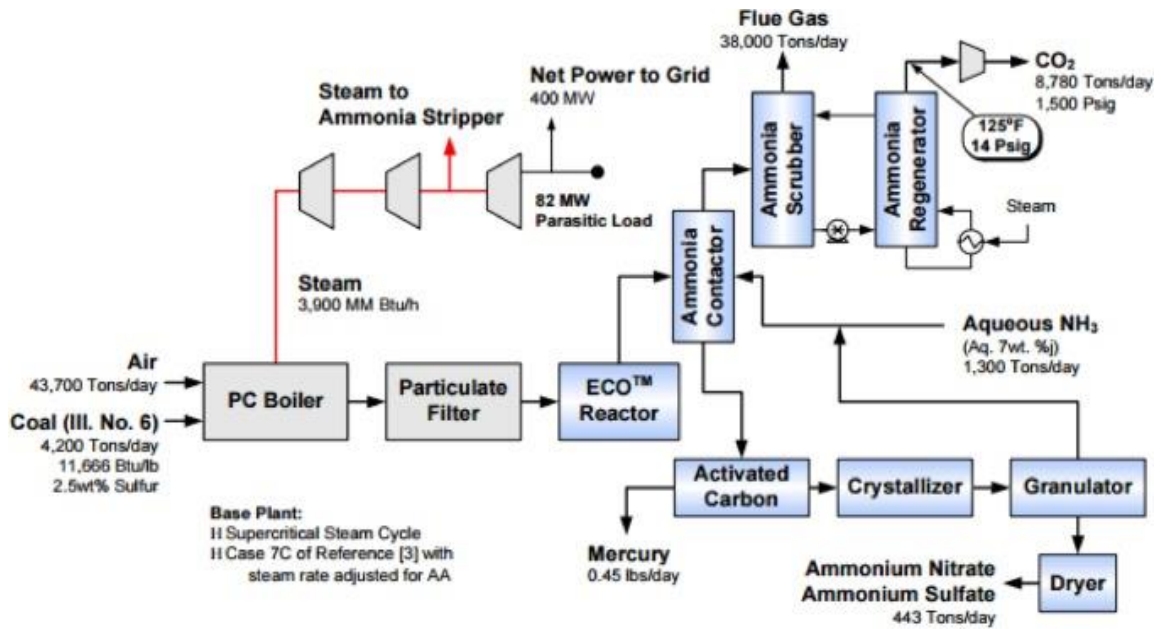 Flue Gas
38,000 Tons/day
CO₂
8,780 Tons/day
1,500 Psig
Net Power to Grid
400 MW
Steam to
Ammonia Stripper
125°F
14 Psig
Ammonia
Scrubber
Ammonia
Regenerator
82 MW
Parasitic Load
Steam
Ammonia
Contactor
Steam
3,900 MM Btu/h
Aqueous NH₃
(Aq. 7wt. %j)
1,300 Tons/day
Air
43,700 Tons/day
PC Boiler
Particulate
Filter
ECO™
Reactor
Coal (Ill. No. 6)
4,200 Tons/day
11,666 Btu/lb
2.5wt% Sulfur
Activated
Carbon
Crystallizer
Granulator
Base Plant:
H Supercritical Steam Cycle
H Case 7C of Reference [3] with
steam rate adjusted for AA
Mercury
0.45 lbs/day
Ammonium Nitrate
Ammonium Sulfate
443 Tons/day
Dryer